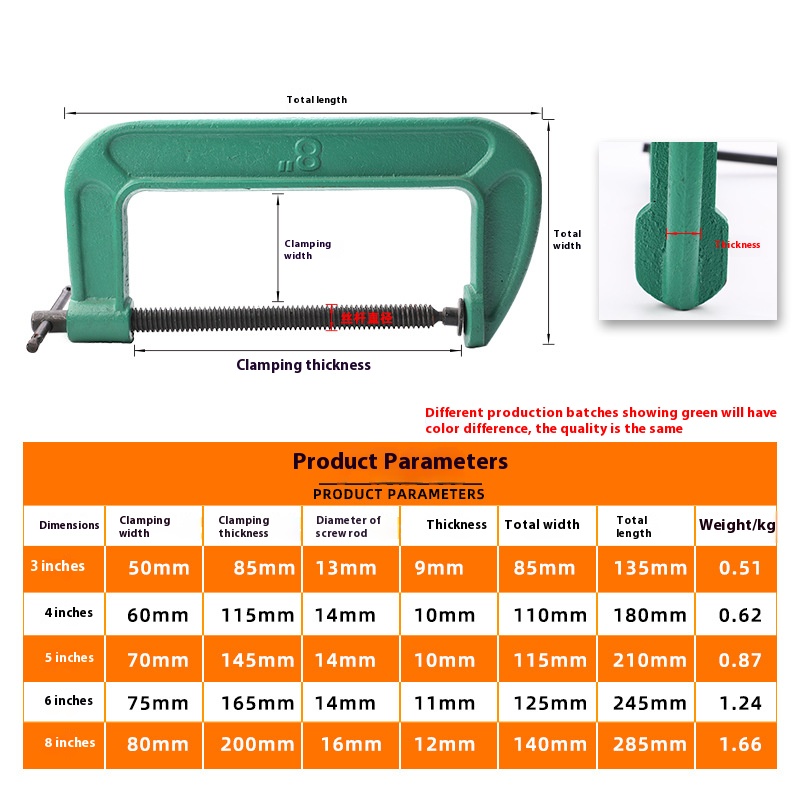 Total length
8"
Clamping
width
Total
width
Thickness
丝杆直径
Clamping thickness
Different production batches showing green will have
color difference, the quality is the same
Product Parameters
PRODUCT PARAMETERS
Dimensions Clamping width Clamping thickness Diameter of screw rod Thickness Total width Total length Weight/kg
3 inches 50mm 85mm 13mm 9mm 85mm 135mm 0.51
4 inches 60mm 115mm 14mm 10mm 110mm 180mm 0.62
5 inches 70mm 145mm 14mm 10mm 115mm 210mm 0.87
6 inches 75mm 165mm 14mm 11mm 125mm 245mm 1.24
8 inches 80mm 200mm 16mm 12mm 140mm 285mm 1.66